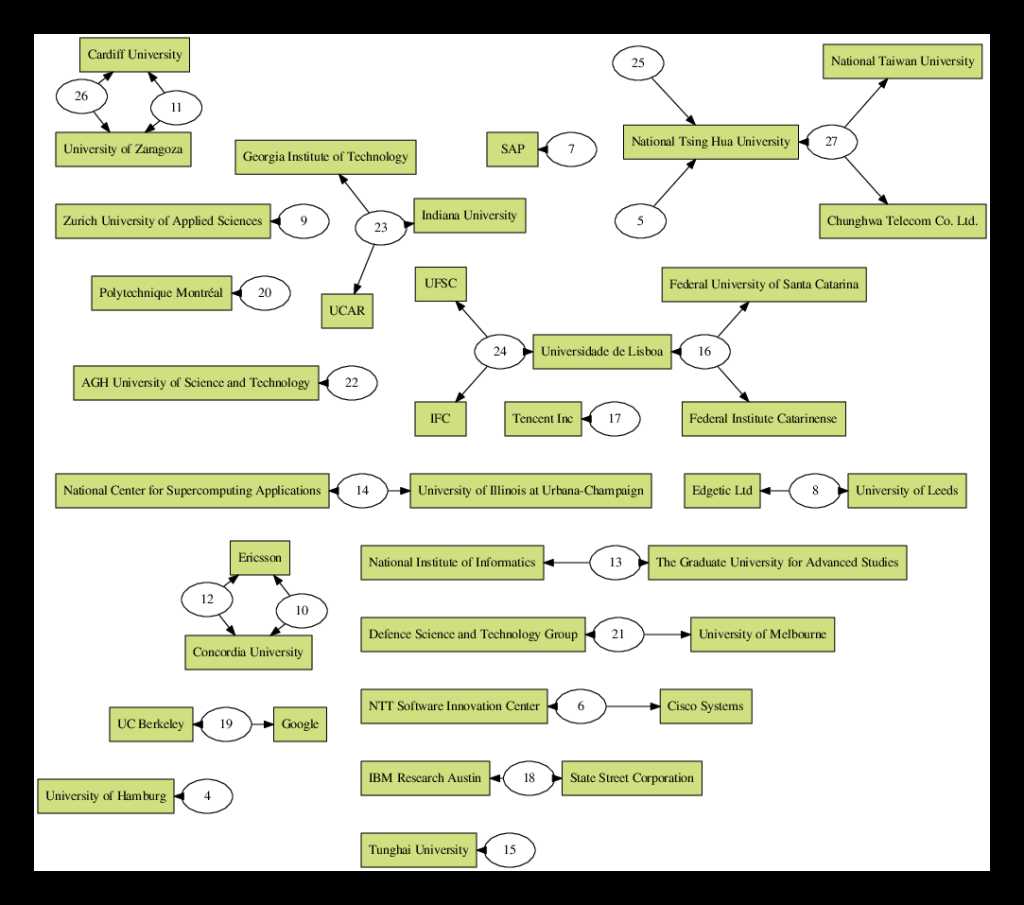 Cardiff University
25
National Taiwan University
26
11
University of Zaragoza
Georgia Institute of Technology
SAP
7
National Tsing Hua University
27
Zurich University of Applied Sciences
9
23
Indiana University
5
Chunghwa Telecom Co. Ltd.
Polytechnique Montréal
20
UCAR
UFSC
Federal University of Santa Catarina
24
Universidade de Lisboa
16
AGH University of Science and Technology
22
IFC
Tencent Inc
17
Federal Institute Catarinense
National Center for Supercomputing Applications
14
University of Illinois at Urbana-Champaign
Edgetic Ltd
8
University of Leeds
Ericsson
National Institute of Informatics
13
The Graduate University for Advanced Studies
12
10
Concordia University
Defence Science and Technology Group
21
University of Melbourne
UC Berkeley
19
Google
NTT Software Innovation Center
6
Cisco Systems
University of Hamburg
4
IBM Research Austin
18
State Street Corporation
Tunghai University
15